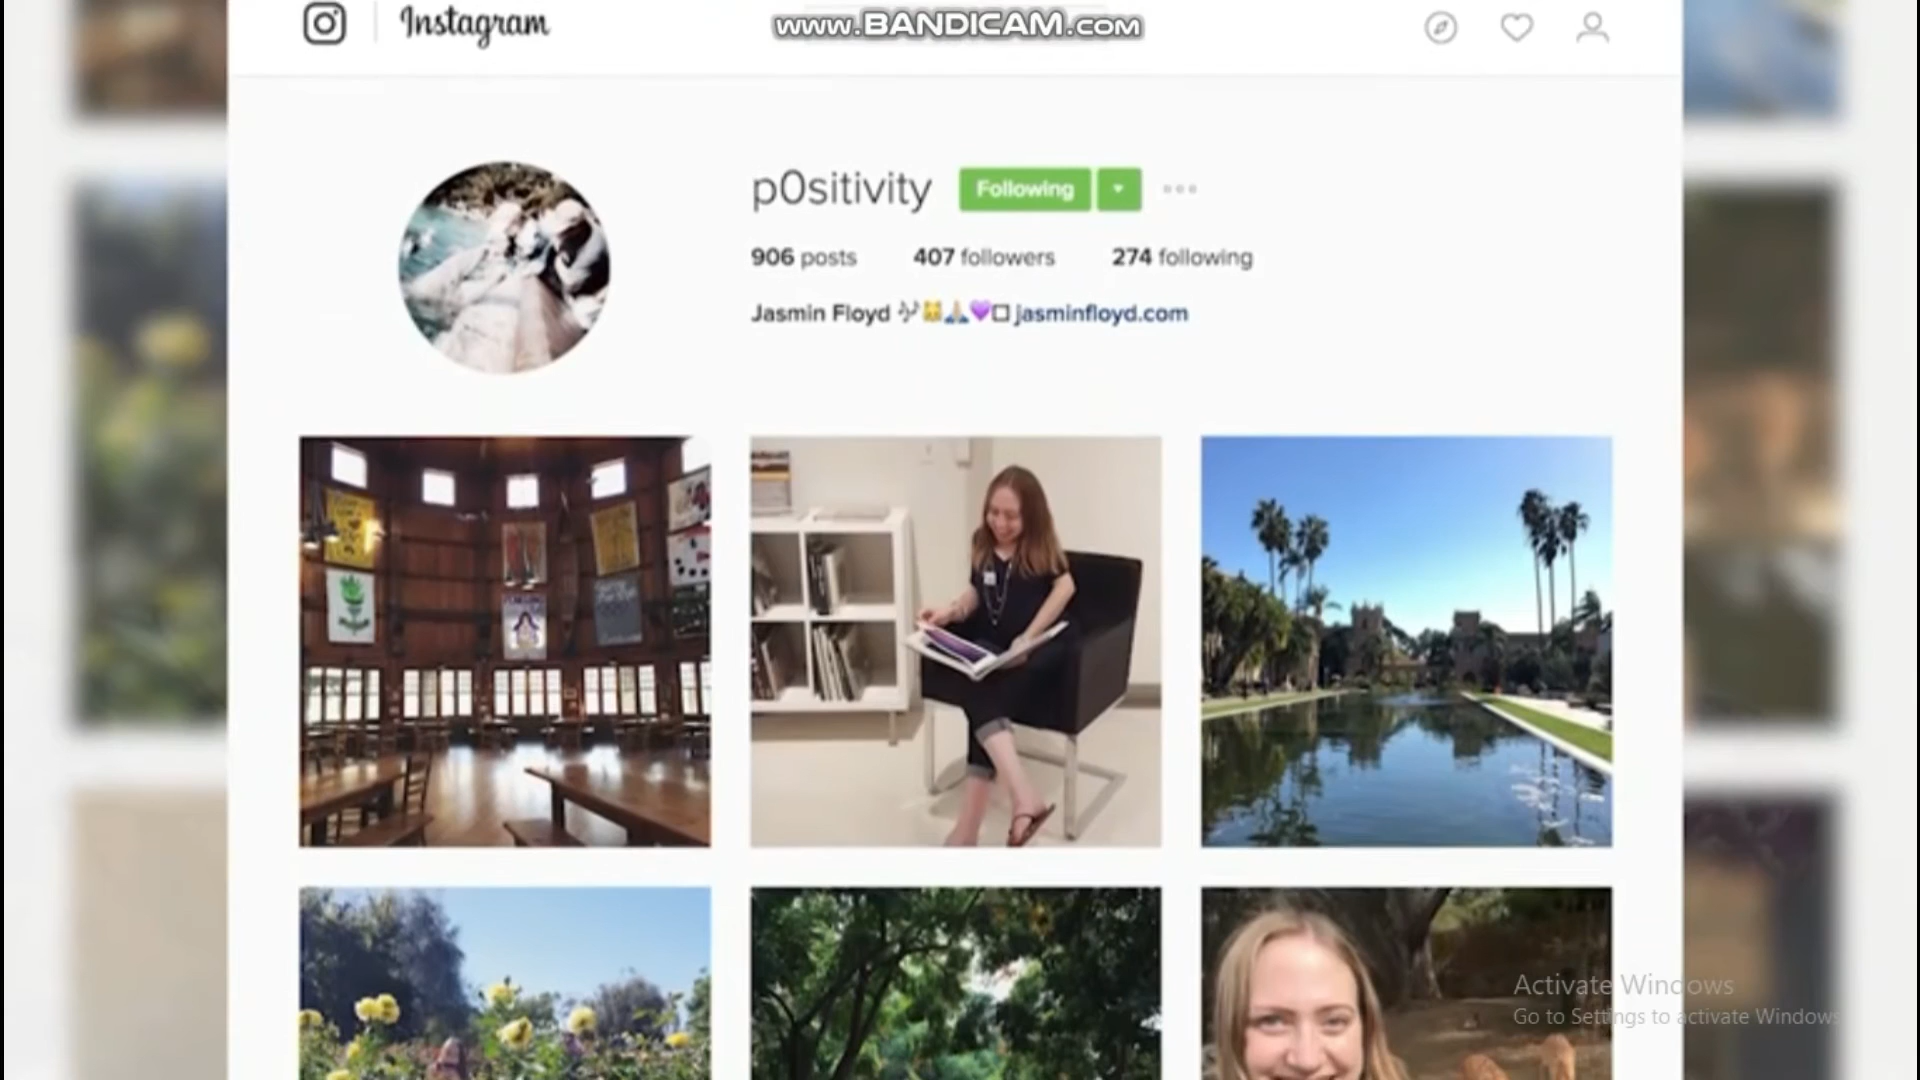 Instagram
www.BANDICAM.com
p0sitivity Following
906 posts 407 followers 274 following
Jasmin Floyd 🎶🐱🙏🏼💜☐ jasminfloyd.com
Activate Windows
Go to Settings to activate Windows